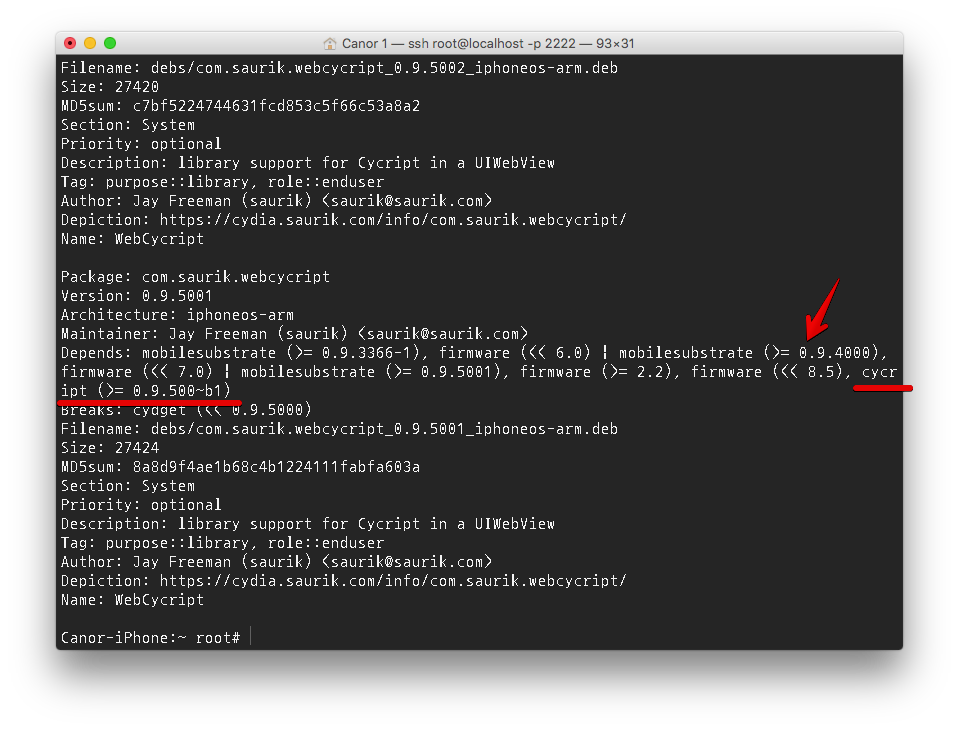 Canor 1 — ssh root@localhost -p 2222 — 93×31
Filename: debs/com.saurik.webcycript_0.9.5002_iphoneos-arm.deb
Size: 27420
MD5sum: c7bf5224744631fcd853c5f66c53a8a2
Section: System
Priority: optional
Description: library support for Cycript in a UIWebView
Tag: purpose::library, role::enduser
Author: Jay Freeman (saurik) <saurik@saurik.com>
Depiction: https://cydia.saurik.com/info/com.saurik.webcycript/
Name: WebCycript
Package: com.saurik.webcycript
Version: 0.9.5001
Architecture: iphoneos-arm
Maintainer: Jay Freeman (saurik) <saurik@saurik.com>
Depends: mobilesubstrate (>= 0.9.3366-1), firmware (<< 6.0) | mobilesubstrate (>= 0.9.4000),
firmware (<< 7.0) | mobilesubstrate (>= 0.9.5001), firmware (>= 2.2), firmware (<< 8.5), cycr
ipt (>= 0.9.500~b1)
Breaks: cydget (<< 0.9.5000)
Filename: debs/com.saurik.webcycript_0.9.5001_iphoneos-arm.deb
Size: 27424
MD5sum: 8a8d9f4ae1b68c4b1224111fabfa603a
Section: System
Priority: optional
Description: library support for Cycript in a UIWebView
Tag: purpose::library, role::enduser
Author: Jay Freeman (saurik) <saurik@saurik.com>
Depiction: https://cydia.saurik.com/info/com.saurik.webcycript/
Name: WebCycript
Canor-iPhone:~ root#